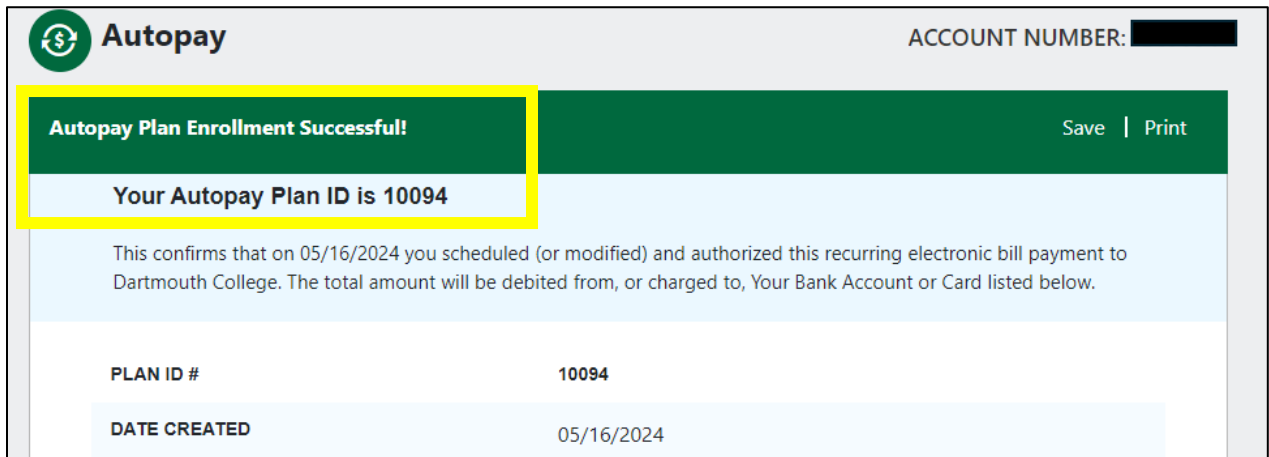 Autopay
ACCOUNT NUMBER:
Autopay Plan Enrollment Successful!
Save | Print
Your Autopay Plan ID is 10094
This confirms that on 05/16/2024 you scheduled (or modified) and authorized this recurring electronic bill payment to
Dartmouth College. The total amount will be debited from, or charged to, Your Bank Account or Card listed below.
PLAN ID # 10094
DATE CREATED 05/16/2024